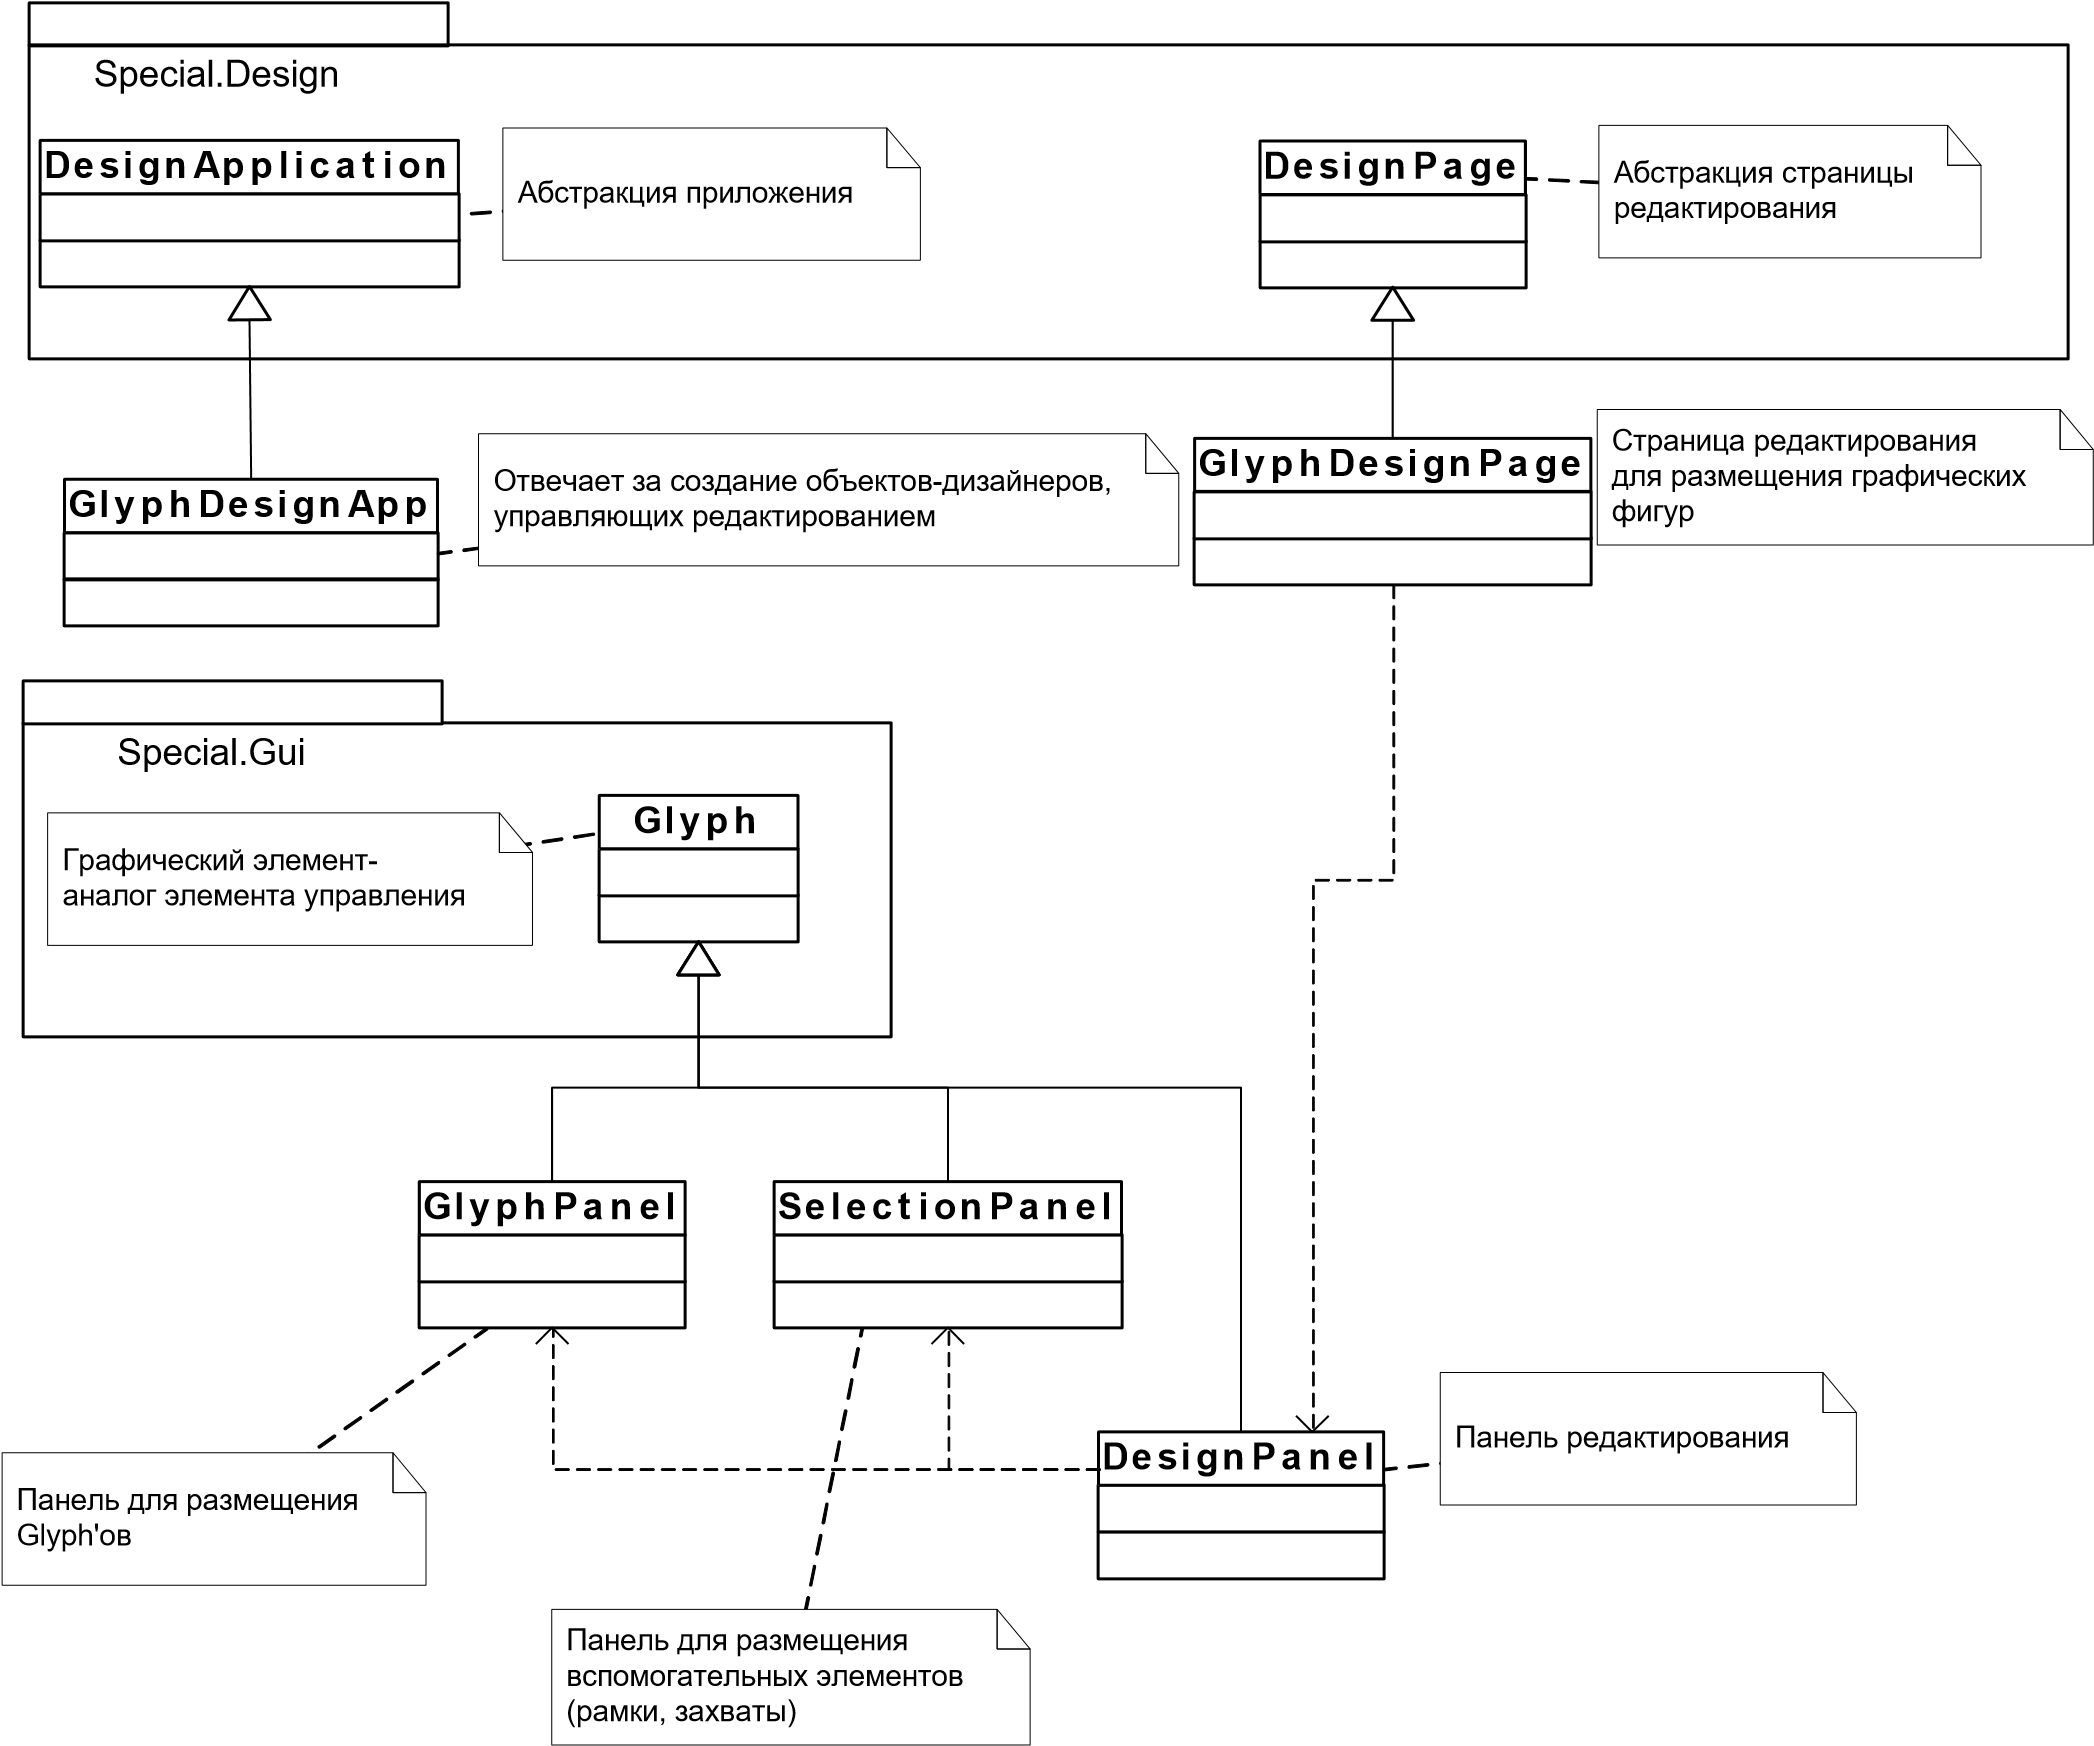 Special.Design
DesignApplication
Абстракция приложения
DesignPage
Абстракция страницы
редактирования
GlyphDesignApp
Отвечает за создание объектов-дизайнеров,
управляющих редактированием
GlyphDesignPage
Страница редактирования
для размещения графических
фигур
Special.Gui
Графический элемент-
аналог элемента управления
Glyph
GlyphPanel
SelectionPanel
DesignPanel
Панель редактирования
Панель для размещения
Glyph'ов
Панель для размещения
вспомогательных элементов
(рамки, захваты)